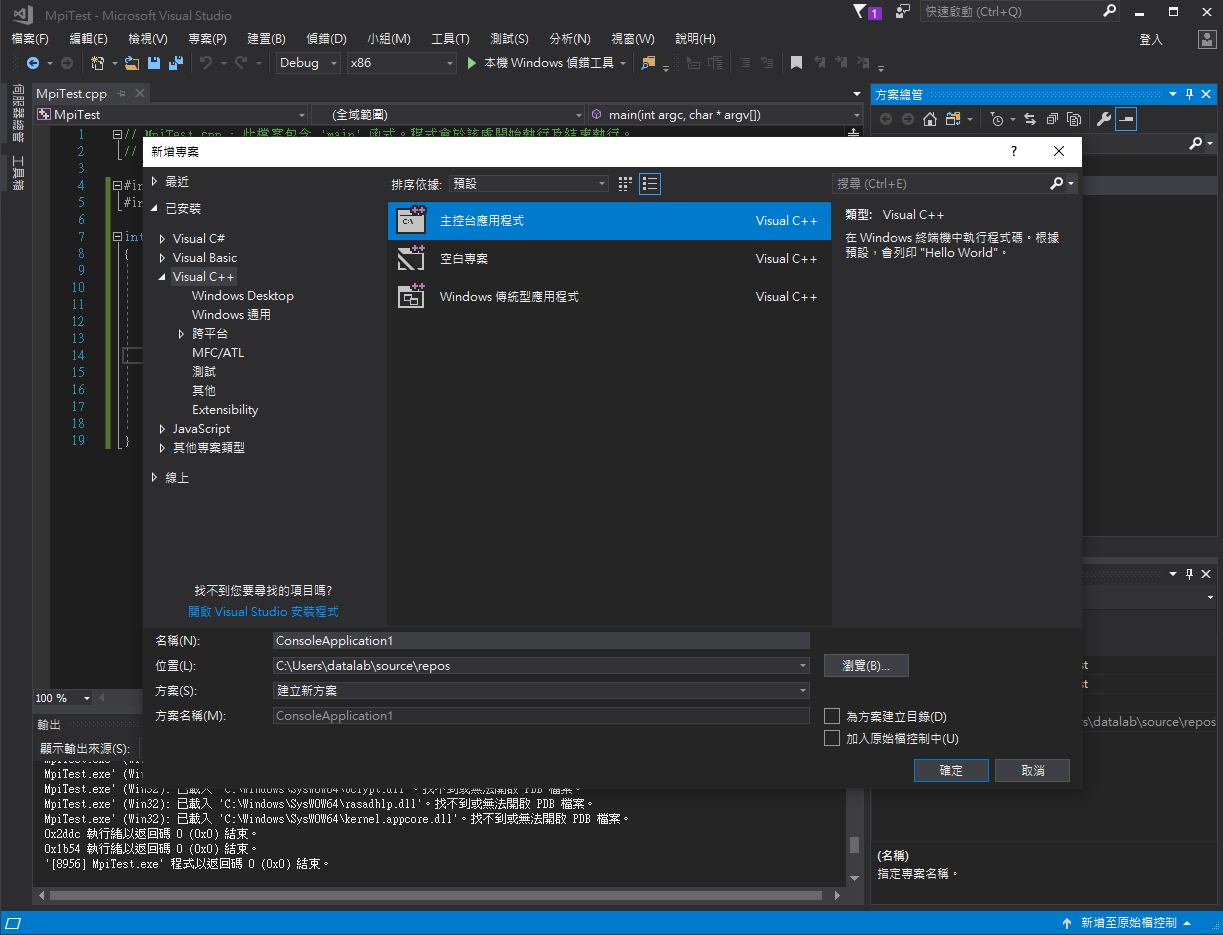 MpiTest - Microsoft Visual Studio
1
快速啟動 (Ctrl+Q)
檔案(F) 編輯(E) 檢視(V) 專案(P) 建置(B) 偵錯(D) 小組(M) 工具(T) 測試(S) 分析(N) 視窗(W) 說明(H)
登入
Debug x86 本機 Windows 偵錯工具
伺服器總管
工具箱
MpiTest.cpp
MpiTest (全域範圍) main(int argc, char * argv[])
1 // MpiTest.cpp : 此檔案包含 'main' 函式。程式會於該處開始執行及結束執行。
2 //
3
4 #in
5 #in
6
7 int
8 {
9
10
11
12
13
14
15
16
17
18
19 }
新增專案
?
最近
已安裝
Visual C#
Visual Basic
Visual C++
Windows Desktop
Windows 通用
跨平台
MFC/ATL
測試
其他
Extensibility
JavaScript
其他專案類型
線上
找不到您要尋找的項目嗎?
開啟 Visual Studio 安裝程式
排序依據: 預設
主控台應用程式 Visual C++
空白專案 Visual C++
Windows 傳統型應用程式 Visual C++
搜尋 (Ctrl+E)
類型: Visual C++
在 Windows 終端機中執行程式碼。根
據預設，會列印 "Hello World"。
名稱(N): ConsoleApplication1
位置(L): C:\Users\datalab\source\repos 瀏覽(B)...
方案(S): 建立新方案
方案名稱(M): ConsoleApplication1
為方案建立目錄(D)
加入原始檔控制中(U)
確定 取消
方案總管
st
st
s\datalab\source\repos
(名稱)
指定專案名稱。
100 %
輸出
顯示輸出來源(S):
MpiTest.exe' (Win
MpiTest.exe' (Win32): 已載入 'C:\Windows\SysWOW64\bcrypt.dll'。找不到或無法開啟 PDB 檔案。
MpiTest.exe' (Win32): 已載入 'C:\Windows\SysWOW64\rasadhlp.dll'。找不到或無法開啟 PDB 檔案。
MpiTest.exe' (Win32): 已載入 'C:\Windows\SysWOW64\kernel.appcore.dll'。找不到或無法開啟 PDB 檔案。
0x2ddc 執行緒以返回碼 0 (0x0) 結束。
0x1b54 執行緒以返回碼 0 (0x0) 結束。
'[8956] MpiTest.exe' 程式以返回碼 0 (0x0) 結束。
新增至原始檔控制